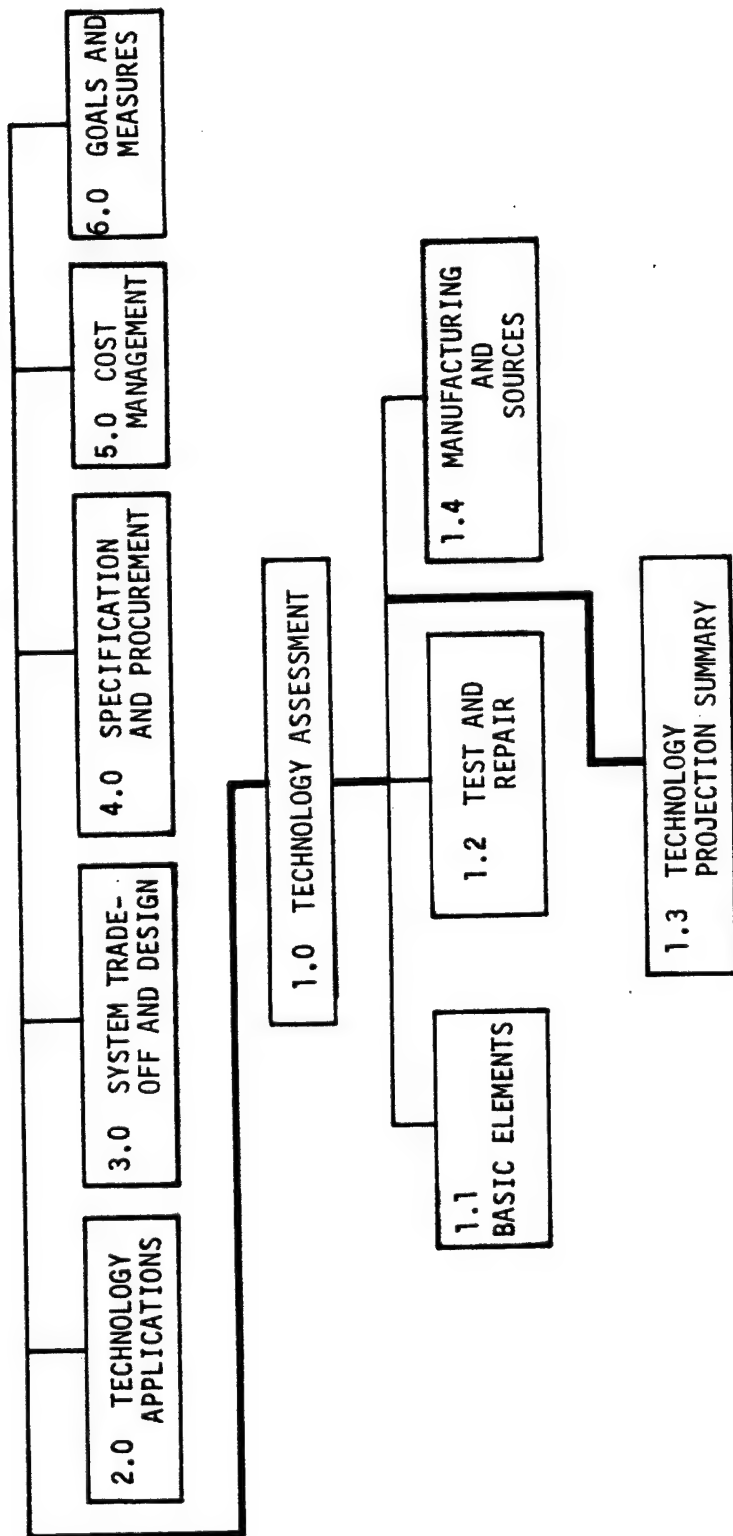 2.0 TECHNOLOGY
APPLICATIONS
3.0 SYSTEM TRADE-
OFF AND DESIGN
4.0 SPECIFICATION
AND PROCUREMENT
5.0 COST
MANAGEMENT
6.0 GOALS AND
MEASURES
1.0 TECHNOLOGY ASSESSMENT
1.1
BASIC ELEMENTS
1.2 TEST AND
REPAIR
1.4 MANUFACTURING
AND
SOURCES
1.3 TECHNOLOGY
PROJECTION SUMMARY